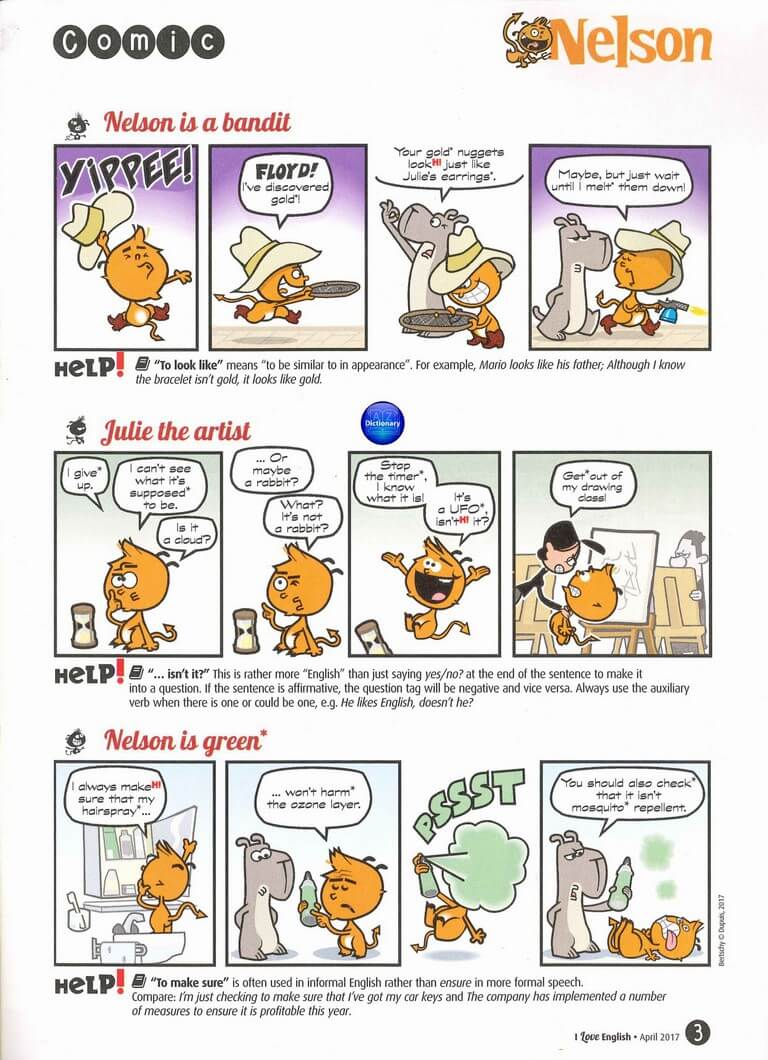 Comic
Nelson
Nelson is a bandit
YIPPEE!
FLOYD!
I've discovered
gold*!
Your gold* nuggets
lookH! just like
Julie's earrings*.
Maybe, but just wait
until I melt* them down!
HELP! "To look like" means "to be similar to in appearance". For example, Mario looks like his father; Although I know
the bracelet isn't gold, it looks like gold.
A Z
Dictionary
Julie the artist
I give*
up.
I can't see
what it's
supposed*
to be.
Is it
a cloud?
... Or
maybe
a rabbit?
What?
It's not
a rabbit?
Stop
the timer*,
I know
what it is!
It's
a UFO*,
isn'tH! it?
Get* out of
my drawing
class!
HELP! "... isn't it?" This is rather more "English" than just saying yes/no? at the end of the sentence to make it
into a question. If the sentence is affirmative, the question tag will be negative and vice versa. Always use the auxiliary
verb when there is one or could be one, e.g. He likes English, doesn't he?
Nelson is green*
I always makeH!
sure that my
hairspray*...
... won't harm*
the ozone layer.
PSSST
You should also check*
that it isn't
mosquito* repellent.
Bertschy © Dupuis, 2017
HELP! "To make sure" is often used in informal English rather than ensure in more formal speech.
Compare: I'm just checking to make sure that I've got my car keys and The company has implemented a number
of measures to ensure it is profitable this year.
I Love English • April 2017 3